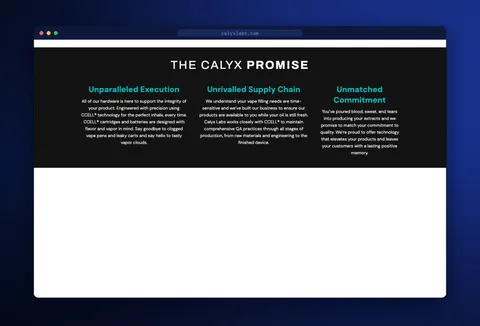 calyxlabs.com
THE CALYX PROMISE
Unparalleled Execution
All of our hardware is here to support the integrity of
your product. Engineered with precision using
CCELL® technology for the perfect inhale, every time.
CCELL® cartridges and batteries are designed with
flavor and vapor in mind. Say goodbye to clogged
vape pens and leaky carts and say hello to tasty
vapor clouds.
Unrivalled Supply Chain
We understand your vape filling needs are time-
sensitive and we've built our business to ensure our
products are available to you while your oil is still fresh.
Calyx Labs works closely with CCELL® to maintain
comprehensive QA practices through all stages of
production, from raw materials and engineering to the
finished device.
Unmatched
Commitment
You've poured blood, sweat, and tears
into producing your extracts and we
promise to match your commitment to
quality. We're proud to offer technology
that elevates your products and leaves
your customers with a lasting positive
memory.